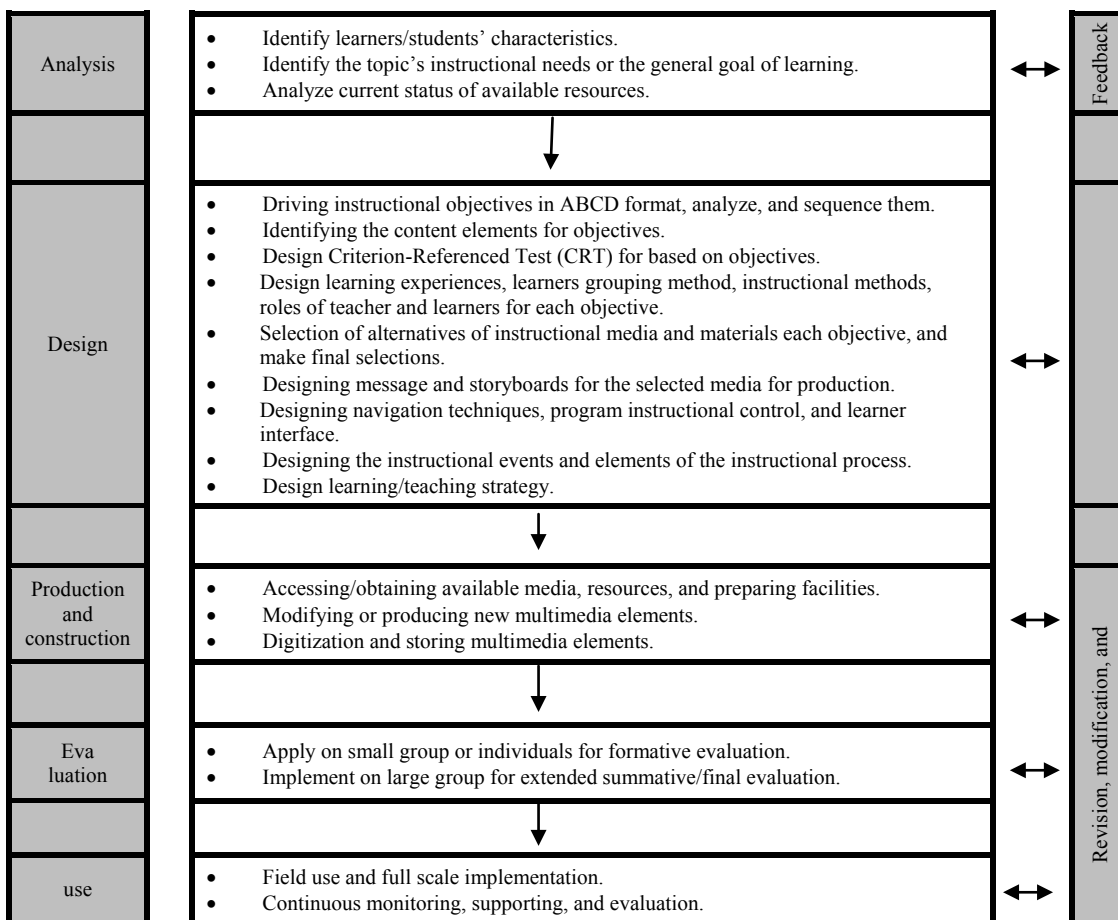 Analysis
• Identify learners/students’ characteristics.
• Identify the topic’s instructional needs or the general goal of learning.
• Analyze current status of available resources.
Feedback
Design
• Driving instructional objectives in ABCD format, analyze, and sequence them.
• Identifying the content elements for objectives.
• Design Criterion-Referenced Test (CRT) for based on objectives.
• Design learning experiences, learners grouping method, instructional methods,
roles of teacher and learners for each objective.
• Selection of alternatives of instructional media and materials each objective, and
make final selections.
• Designing message and storyboards for the selected media for production.
• Designing navigation techniques, program instructional control, and learner
interface.
• Designing the instructional events and elements of the instructional process.
• Design learning/teaching strategy.
Production
and
construction
• Accessing/obtaining available media, resources, and preparing facilities.
• Modifying or producing new multimedia elements.
• Digitization and storing multimedia elements.
Revision, modification, and
Eva
luation
• Apply on small group or individuals for formative evaluation.
• Implement on large group for extended summative/final evaluation.
use
• Field use and full scale implementation.
• Continuous monitoring, supporting, and evaluation.